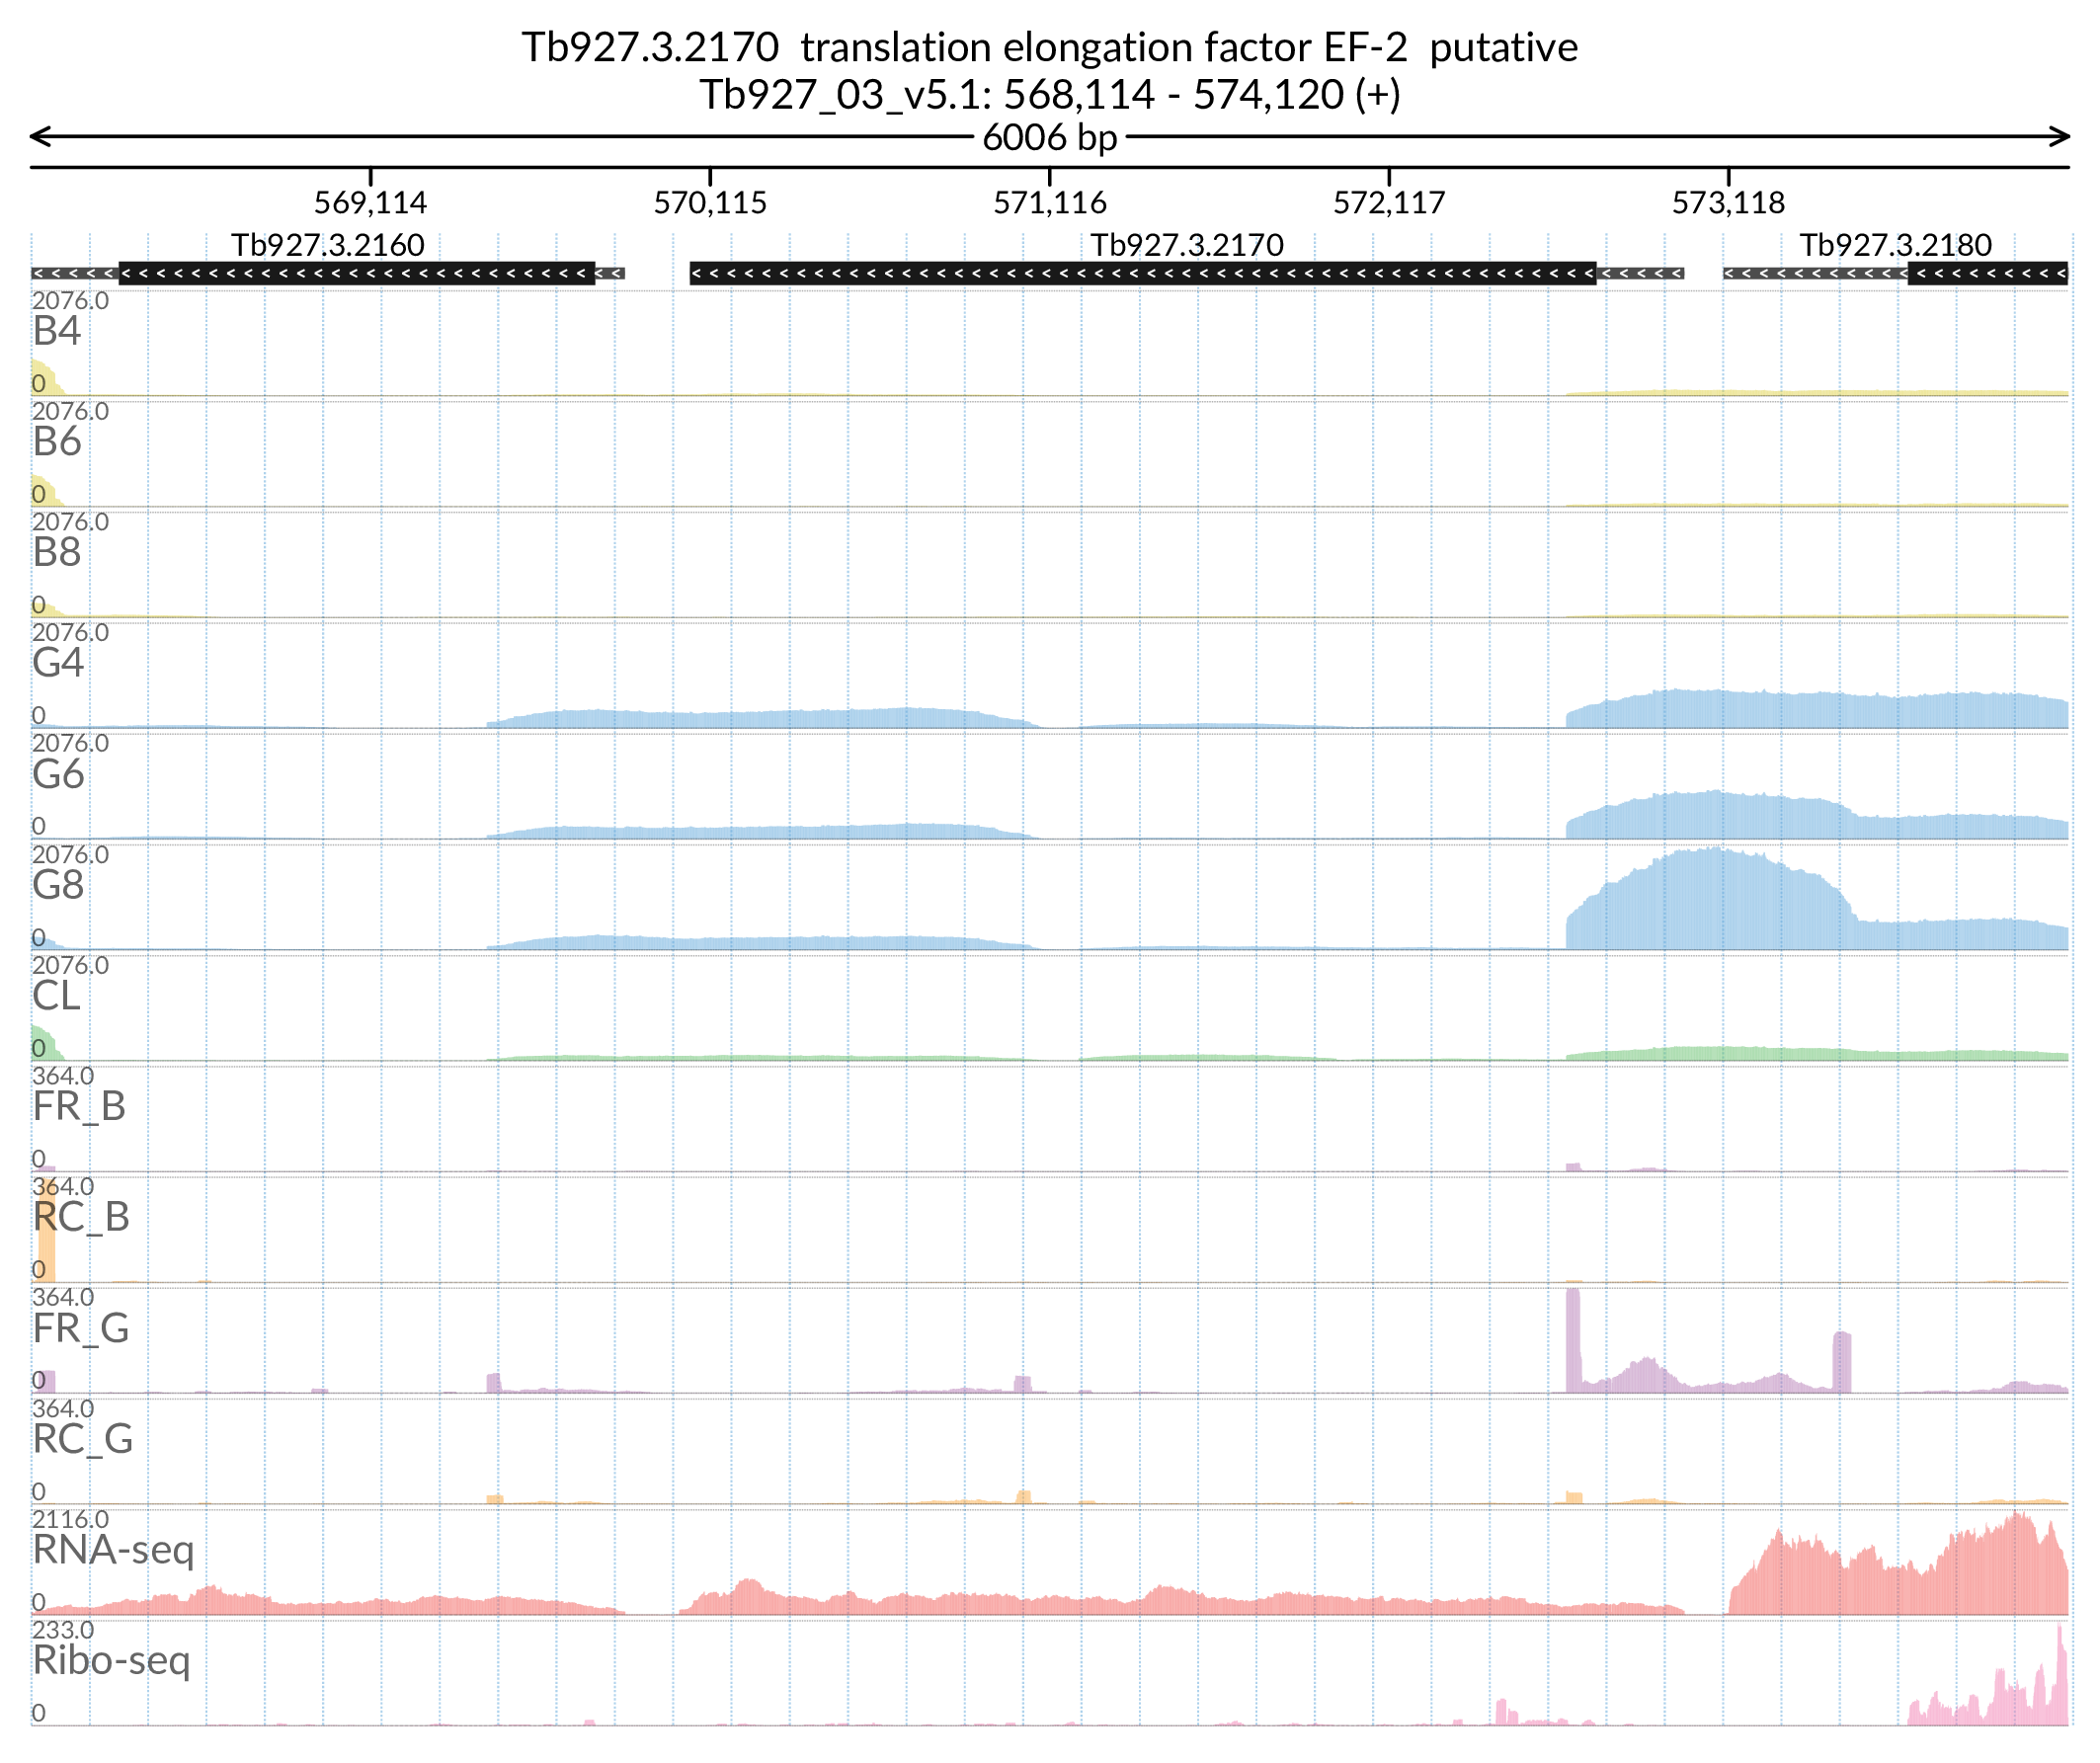 Tb927.3.2170  translation elongation factor EF-2  putative
Tb927_03_v5.1: 568,114 - 574,120 (+)
6006 bp
569,114 570,115 571,116 572,117 573,118
Tb927.3.2160 Tb927.3.2170 Tb927.3.2180
2076.0
B4
0
2076.0
B6
0
2076.0
B8
0
2076.0
G4
0
2076.0
G6
0
2076.0
G8
0
2076.0
CL
0
364.0
FR_B
0
364.0
RC_B
0
364.0
FR_G
0
364.0
RC_G
0
2116.0
RNA-seq
0
233.0
Ribo-seq
0